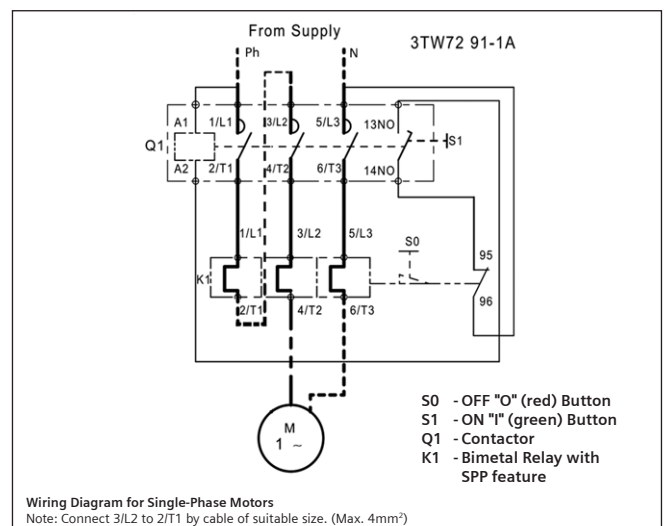 From Supply
3TW72 91-1A
Ph
N
A1
1/L1
3/L2
5/L3
13NO
Q1
S1
A2
2/T1
4/T2
6/T3
14NO
1/L1
3/L2
5/L3
S0
95
K1
96
2/T1
4/T2
6/T3
M
1 ~
S0 - OFF "O" (red) Button
S1 - ON "I" (green) Button
Q1 - Contactor
K1 - Bimetal Relay with
SPP feature
Wiring Diagram for Single-Phase Motors
Note: Connect 3/L2 to 2/T1 by cable of suitable size. (Max. 4mm²)